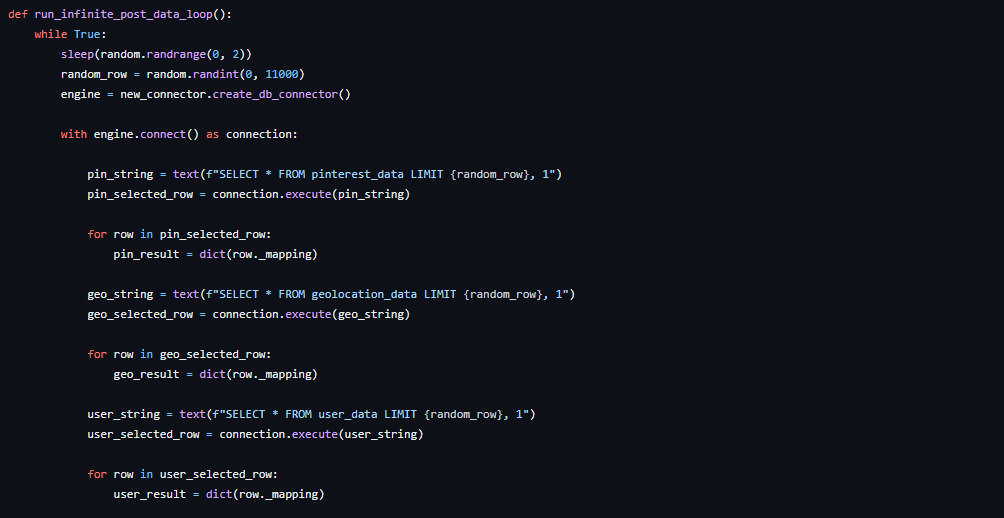 def run_infinite_post_data_loop():
    while True:
        sleep(random.randrange(0, 2))
        random_row = random.randint(0, 11000)
        engine = new_connector.create_db_connector()

        with engine.connect() as connection:

            pin_string = text(f"SELECT * FROM pinterest_data LIMIT {random_row}, 1")
            pin_selected_row = connection.execute(pin_string)

            for row in pin_selected_row:
                pin_result = dict(row._mapping)

            geo_string = text(f"SELECT * FROM geolocation_data LIMIT {random_row}, 1")
            geo_selected_row = connection.execute(geo_string)

            for row in geo_selected_row:
                geo_result = dict(row._mapping)

            user_string = text(f"SELECT * FROM user_data LIMIT {random_row}, 1")
            user_selected_row = connection.execute(user_string)

            for row in user_selected_row:
                user_result = dict(row._mapping)